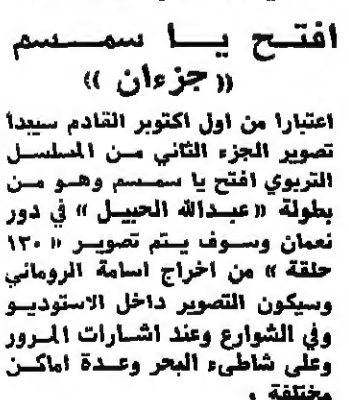 افتح يا سمسم
« جزءان »
اعتبارا من اول اكتوبر القادم سيبدا
تصوير الجزء الثاني من المسلسل
التربوي افتح يا سمسم وهو من
بطولة « عبدالله الحبيل » في دور
نعمان وسوف يتم تصوير « ١٣٠
حلقة » من اخراج اسامة الروماني
وسيكون التصوير داخل الاستوديو
وفي الشوارع وعند اشارات المرور
وعلى شاطىء البحر وعدة اماكن
مختلفة .